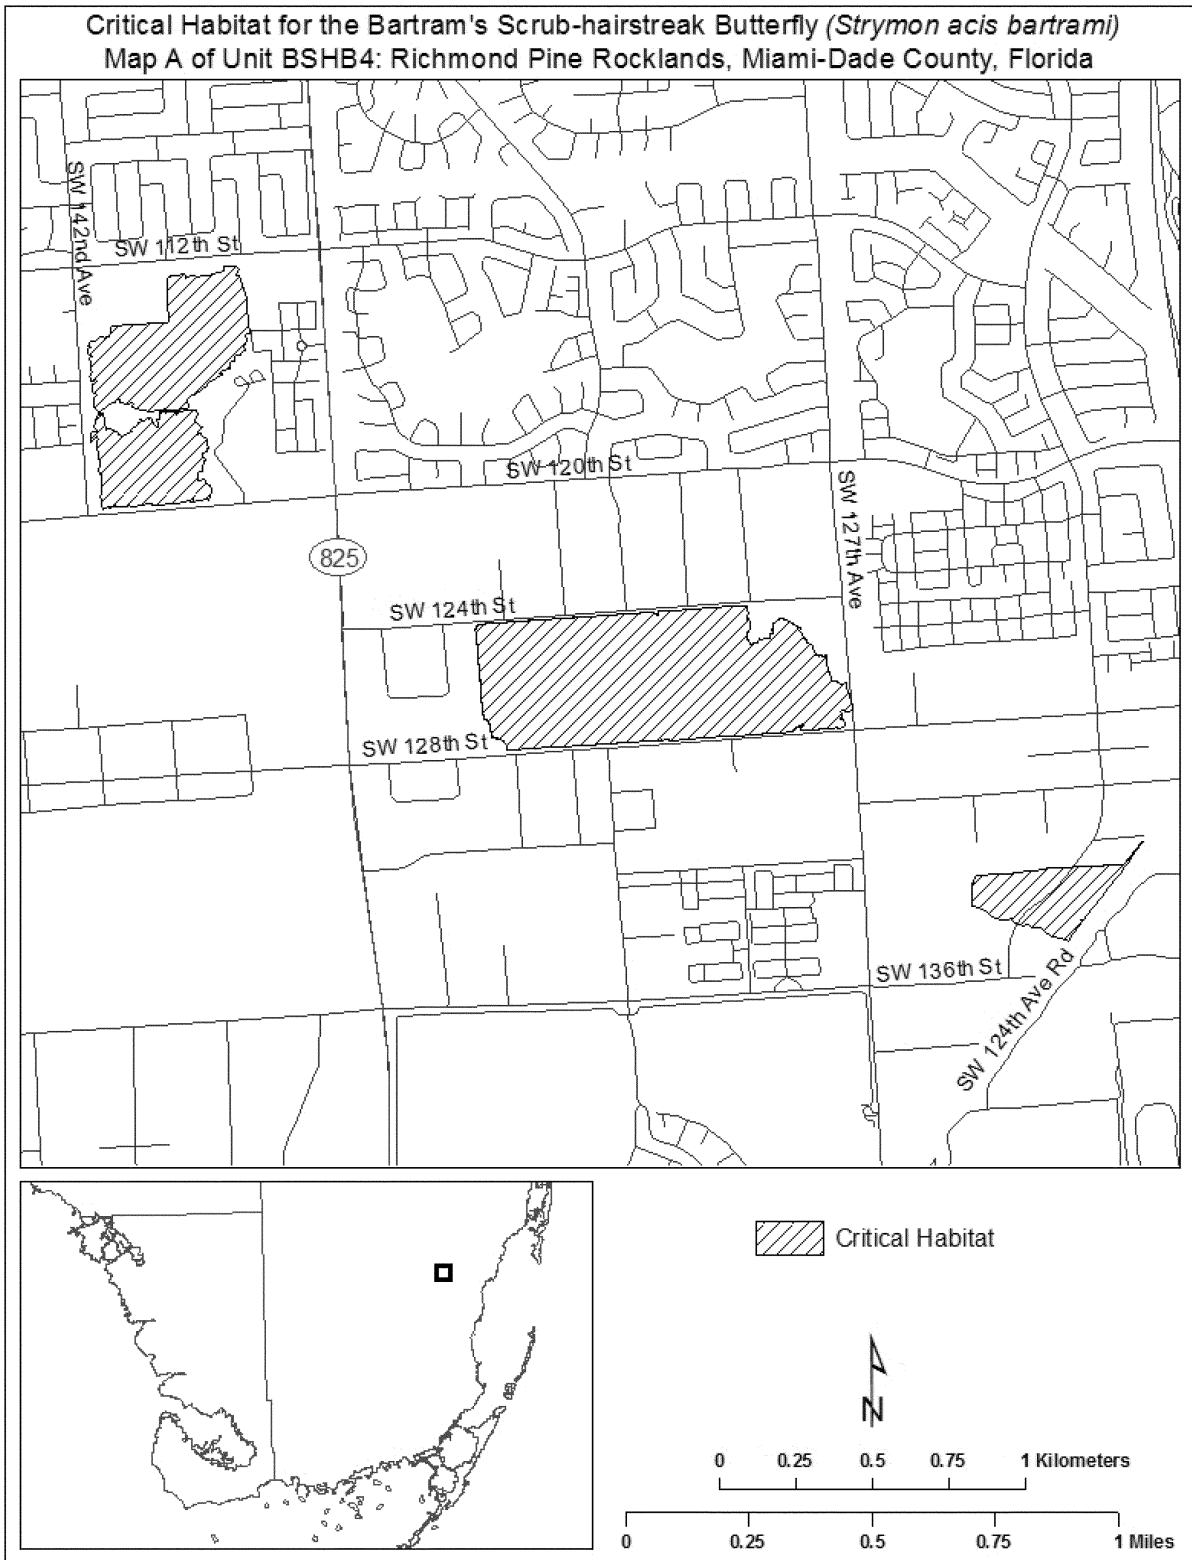 Critical Habitat for the Bartram's Scrub-hairstreak Butterfly (Strymon acis bartrami)
Map A of Unit BSHB4: Richmond Pine Rocklands, Miami-Dade County, Florida
SW 142nd Ave
SW 112th St
SW 120th St
SW 127th Ave
825
SW 124th St
SW 128th St
SW 136th St
SW 124th Ave Rd
Critical Habitat
N
0 0.25 0.5 0.75 1 Kilometers
0 0.25 0.5 0.75 1 Miles